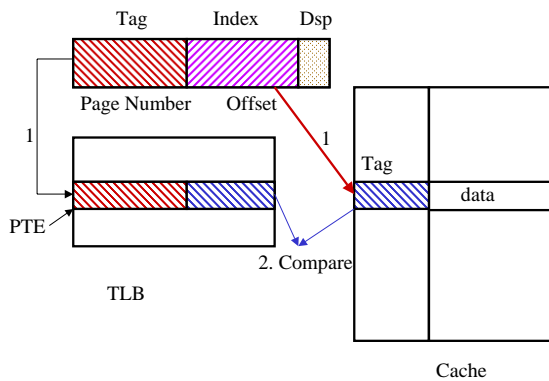 Tag Index Dsp
Page Number Offset
1
1
Tag
data
PTE
2. Compare
TLB
Cache